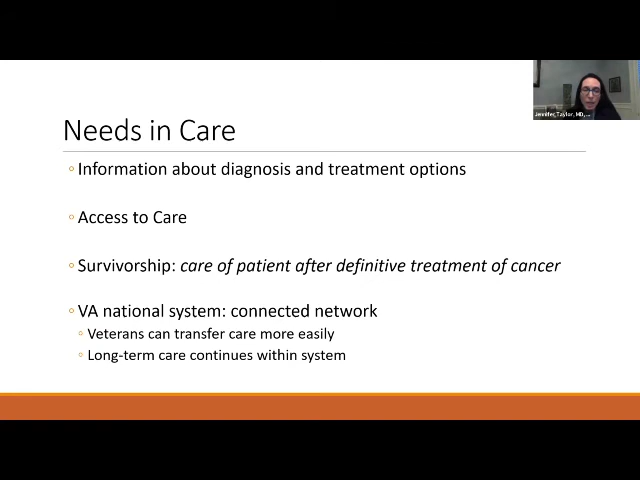 Jennifer Taylor, MD, ...
Needs in Care
Information about diagnosis and treatment options
Access to Care
Survivorship: care of patient after definitive treatment of cancer
VA national system: connected network
Veterans can transfer care more easily
Long-term care continues within system